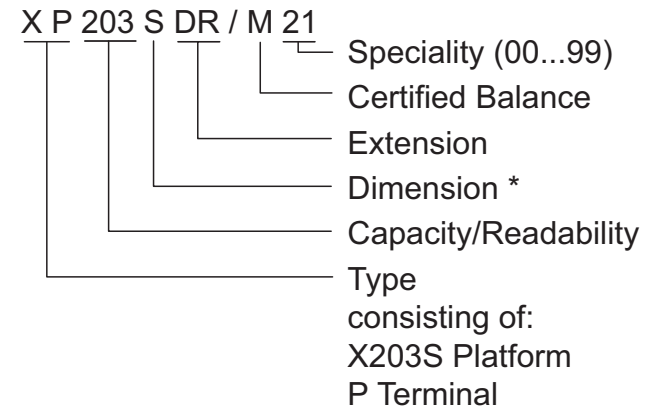 X P 203 S DR / M 21
Speciality (00...99)
Certified Balance
Extension
Dimension *
Capacity/Readability
Type
consisting of:
X203S Platform
P Terminal